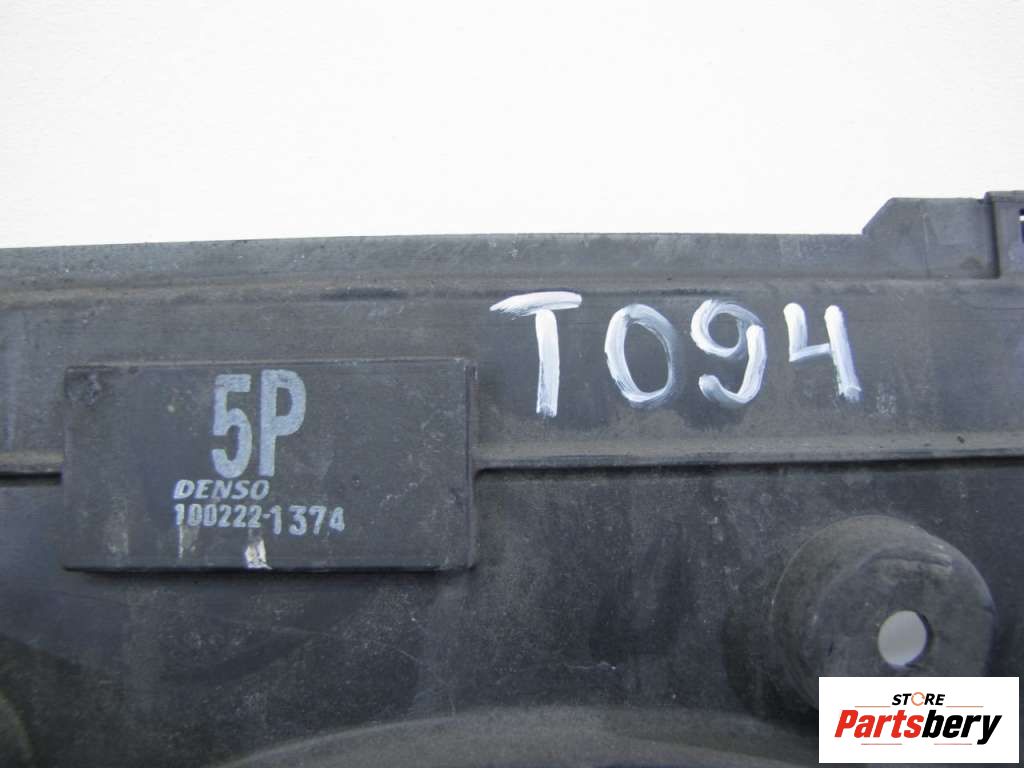 T094
5P
DENSO
100222-1374
STORE
Partsbery